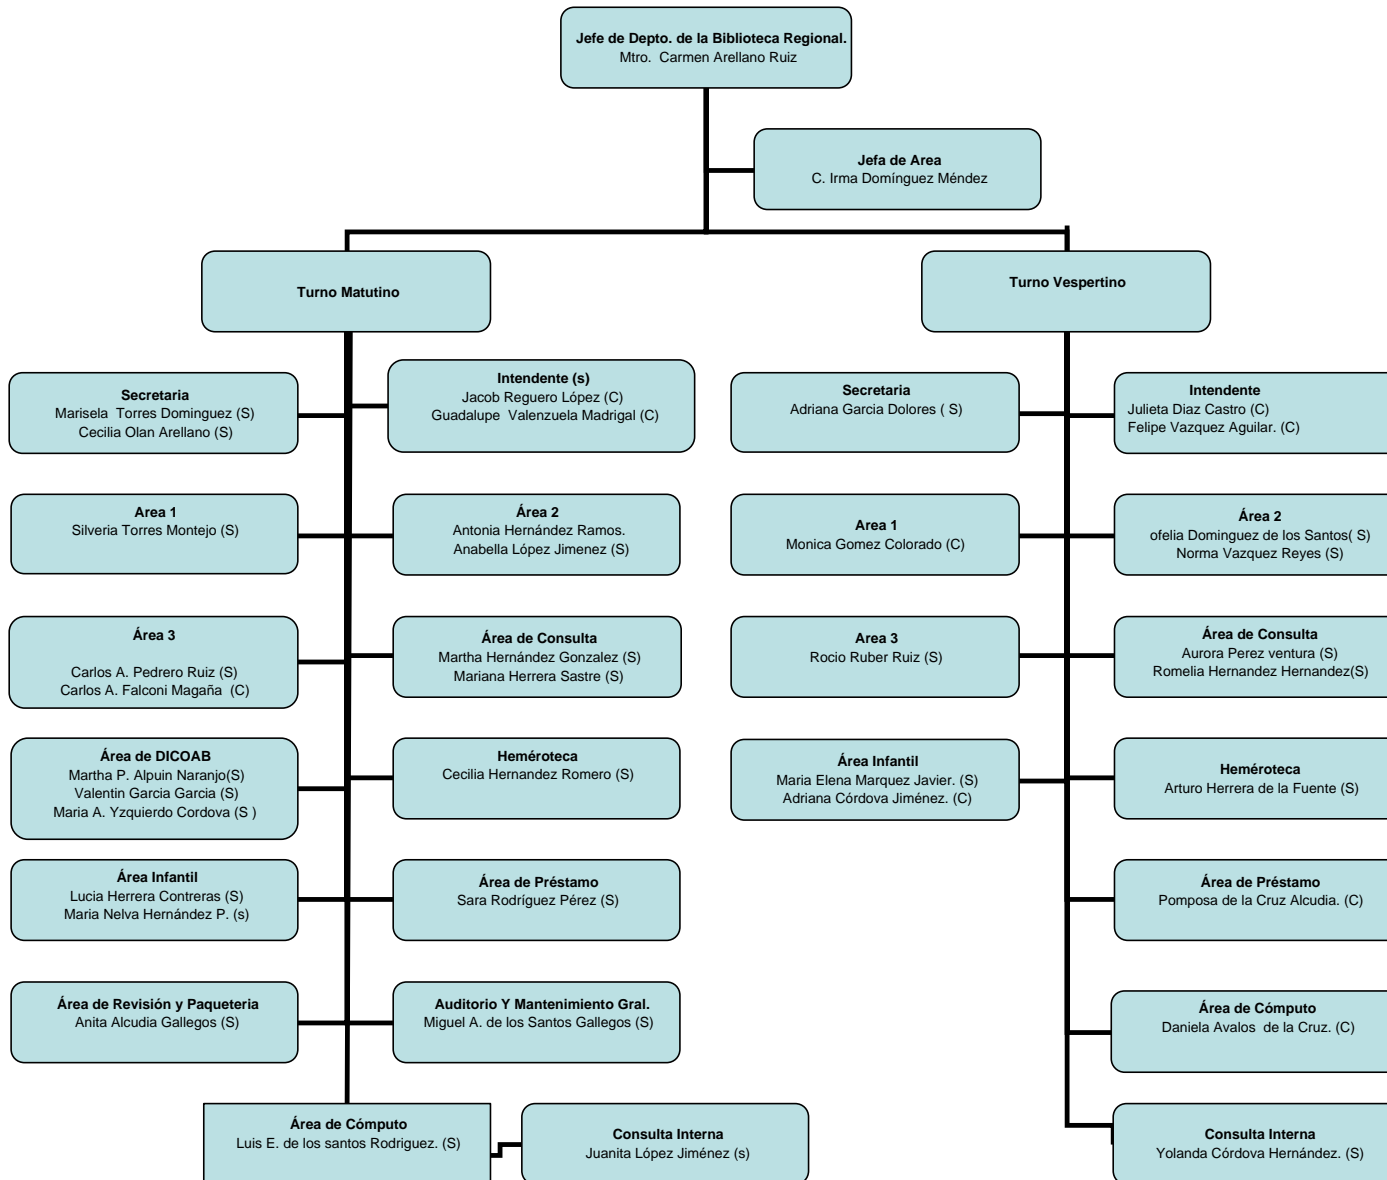 Jefe de Depto. de la Biblioteca Regional.
Mtro. Carmen Arellano Ruiz
Jefa de Area
C. Irma Domínguez Méndez
Turno Matutino
Turno Vespertino
Secretaria
Marisela Torres Dominguez (S)
Cecilia Olan Arellano (S)
Intendente (s)
Jacob Reguero López (C)
Guadalupe Valenzuela Madrigal (C)
Secretaria
Adriana Garcia Dolores ( S)
Intendente
Julieta Diaz Castro (C)
Felipe Vazquez Aguilar. (C)
Area 1
Silveria Torres Montejo (S)
Área 2
Antonia Hernández Ramos.
Anabella López Jimenez (S)
Area 1
Monica Gomez Colorado (C)
Área 2
ofelia Dominguez de los Santos( S)
Norma Vazquez Reyes (S)
Área 3
Carlos A. Pedrero Ruiz (S)
Carlos A. Falconi Magaña (C)
Área de Consulta
Martha Hernández Gonzalez (S)
Mariana Herrera Sastre (S)
Area 3
Rocio Ruber Ruiz (S)
Área de Consulta
Aurora Perez ventura (S)
Romelia Hernandez Hernandez(S)
Área de DICOAB
Martha P. Alpuin Naranjo(S)
Valentin Garcia Garcia (S)
Maria A. Yzquierdo Cordova (S )
Heméroteca
Cecilia Hernandez Romero (S)
Área Infantil
Maria Elena Marquez Javier. (S)
Adriana Córdova Jiménez. (C)
Heméroteca
Arturo Herrera de la Fuente (S)
Área Infantil
Lucia Herrera Contreras (S)
Maria Nelva Hernández P. (s)
Área de Préstamo
Sara Rodríguez Pérez (S)
Área de Préstamo
Pomposa de la Cruz Alcudia. (C)
Área de Revisión y Paqueteria
Anita Alcudia Gallegos (S)
Auditorio Y Mantenimiento Gral.
Miguel A. de los Santos Gallegos (S)
Área de Cómputo
Daniela Avalos de la Cruz. (C)
Área de Cómputo
Luis E. de los santos Rodriguez. (S)
Consulta Interna
Juanita López Jiménez (s)
Consulta Interna
Yolanda Córdova Hernández. (S)